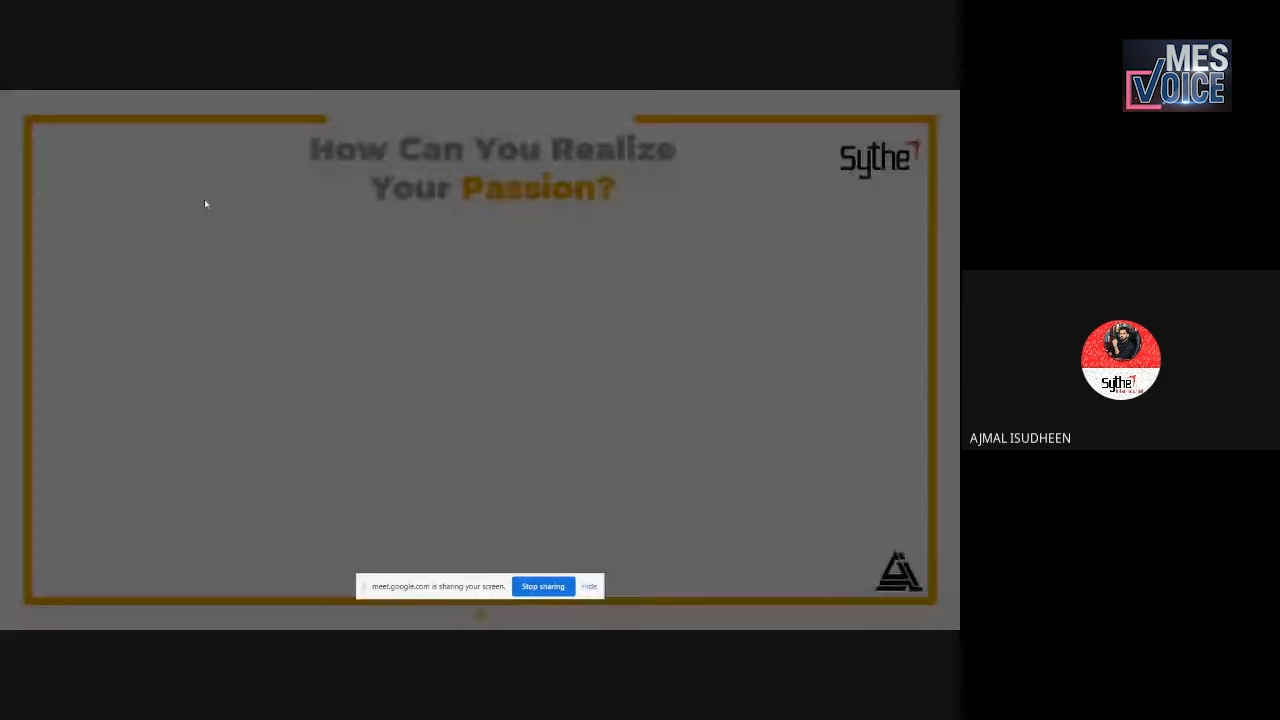 MES
VOICE
How Can You Realize
Your Passion?
Sythe
Sythe
AJMAL ISUDHEEN
meet.google.com is sharing your screen. Stop sharing Hide